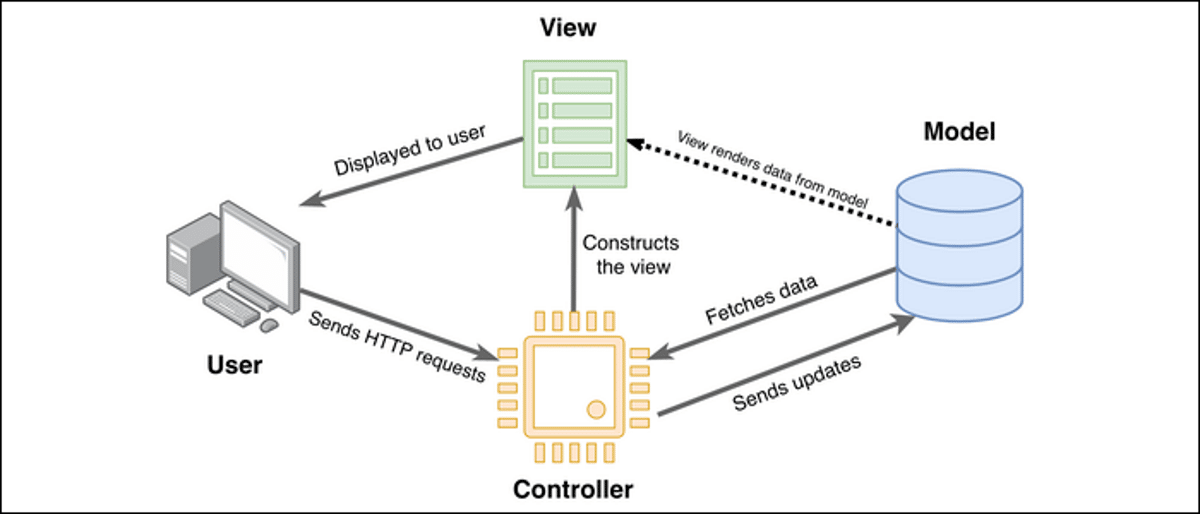 View
Model
Displayed to user
View renders data from model
Constructs
the view
Fetches data
Sends HTTP requests
User
Sends updates
Controller